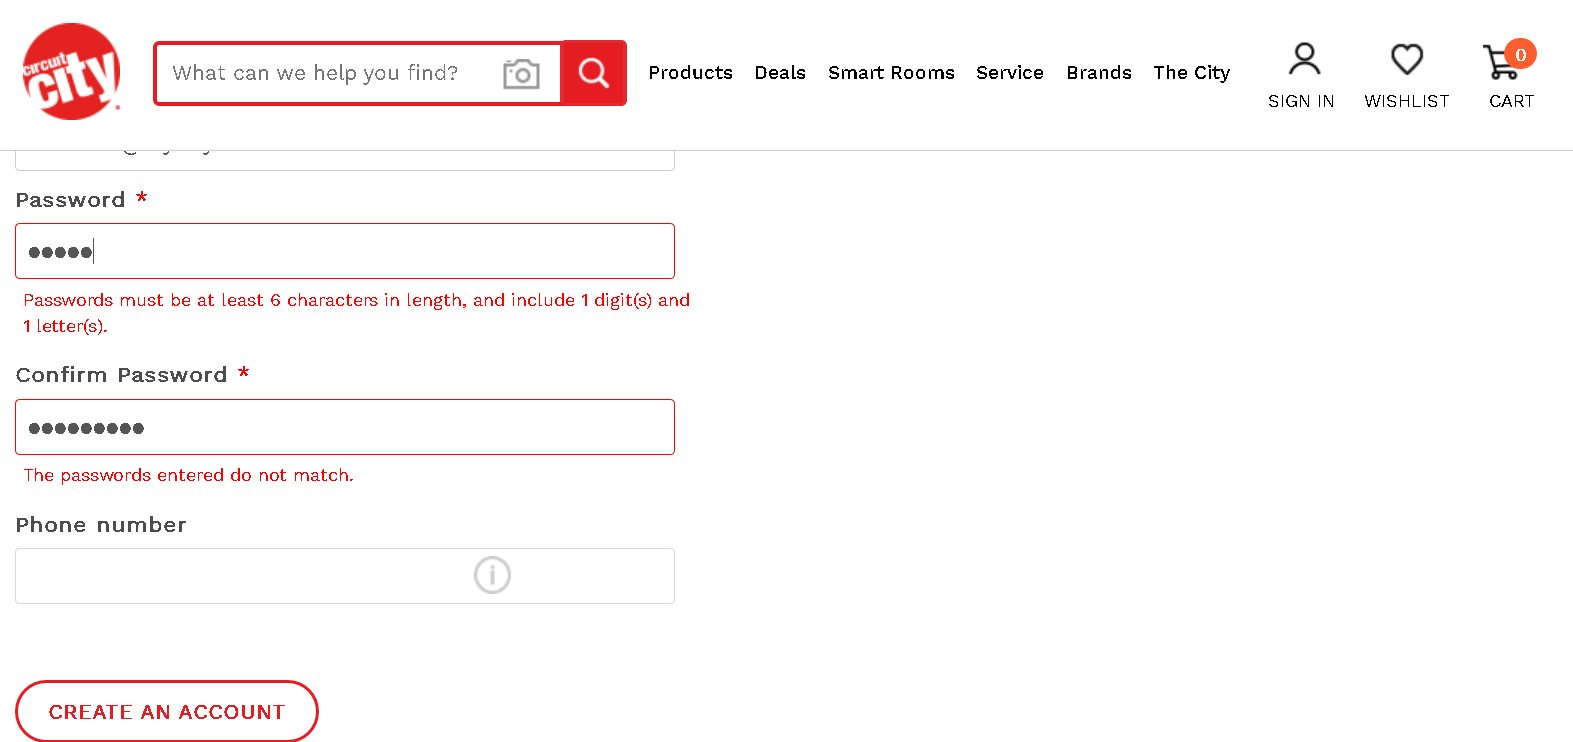 circuit
city
What can we help you find?
Products
Deals
Smart Rooms
Service
Brands
The City
SIGN IN
WISHLIST
0
CART
Password *
Passwords must be at least 6 characters in length, and include 1 digit(s) and
1 letter(s).
Confirm Password *
The passwords entered do not match.
Phone number
CREATE AN ACCOUNT